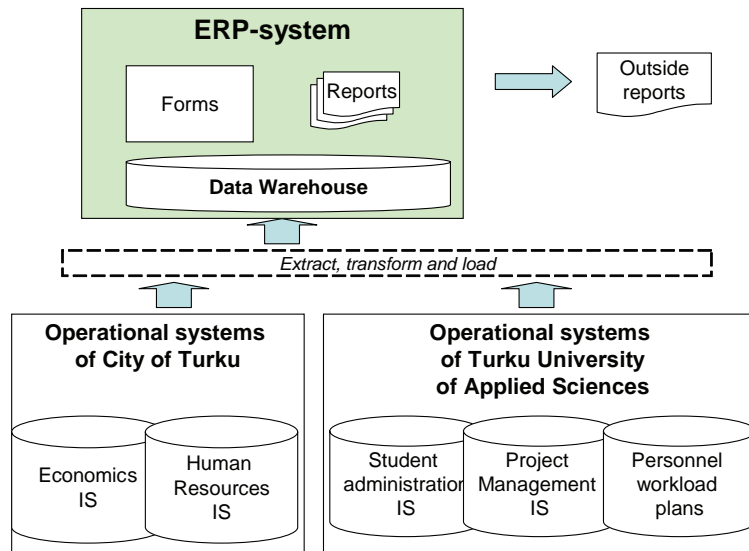 ERP-system
Forms
Reports
Outside
reports
Data Warehouse
Extract, transform and load
Operational systems
of City of Turku
Operational systems
of Turku University
of Applied Sciences
Economics
IS
Human
Resources
IS
Student
administration
IS
Project
Management
IS
Personnel
workload
plans